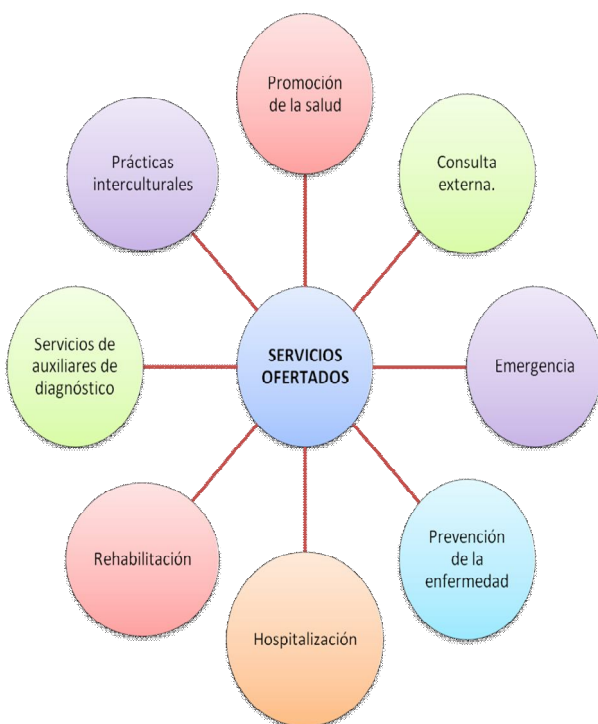 Promoción
de la salud
Consulta
externa.
Emergencia
Prevención
de la
enfermedad
Hospitalización
Rehabilitación
Servicios de
auxiliares de
diagnóstico
Prácticas
interculturales
SERVICIOS
OFERTADOS